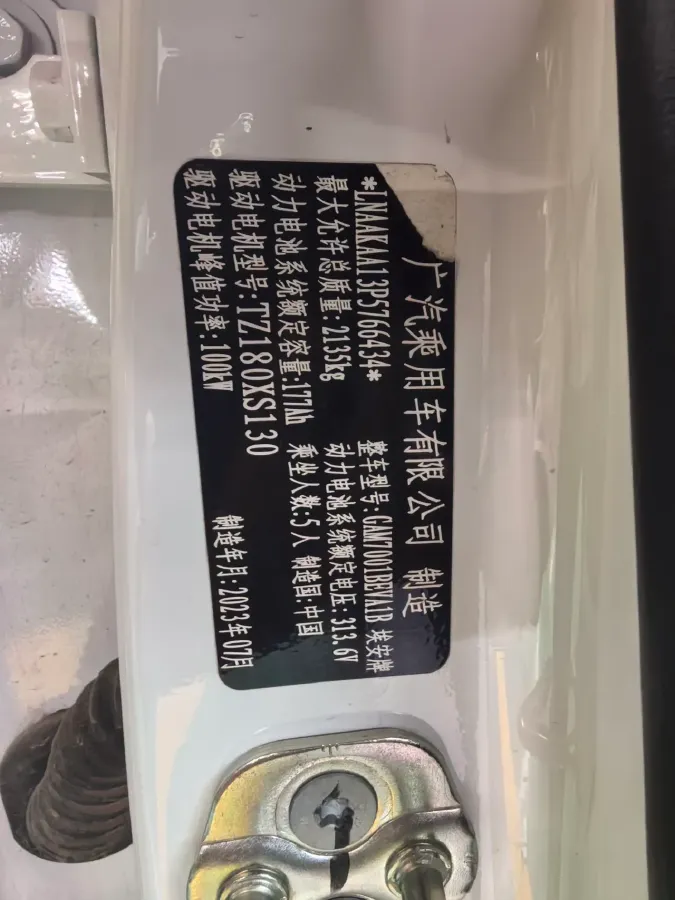 广汽乘用车有限公司 制造
*LNAAKAA13P5766434* 整车型号:GAM7001BEVA1B 埃安牌
最大允许总质量:2135kg 动力电池系统额定电压:313.6V
动力电池系统额定容量:177Ah 乘坐人数:5人 制造国:中国
驱动电机型号:TZ180XS130
驱动电机峰值功率:100kW 制造年月:2023年07月